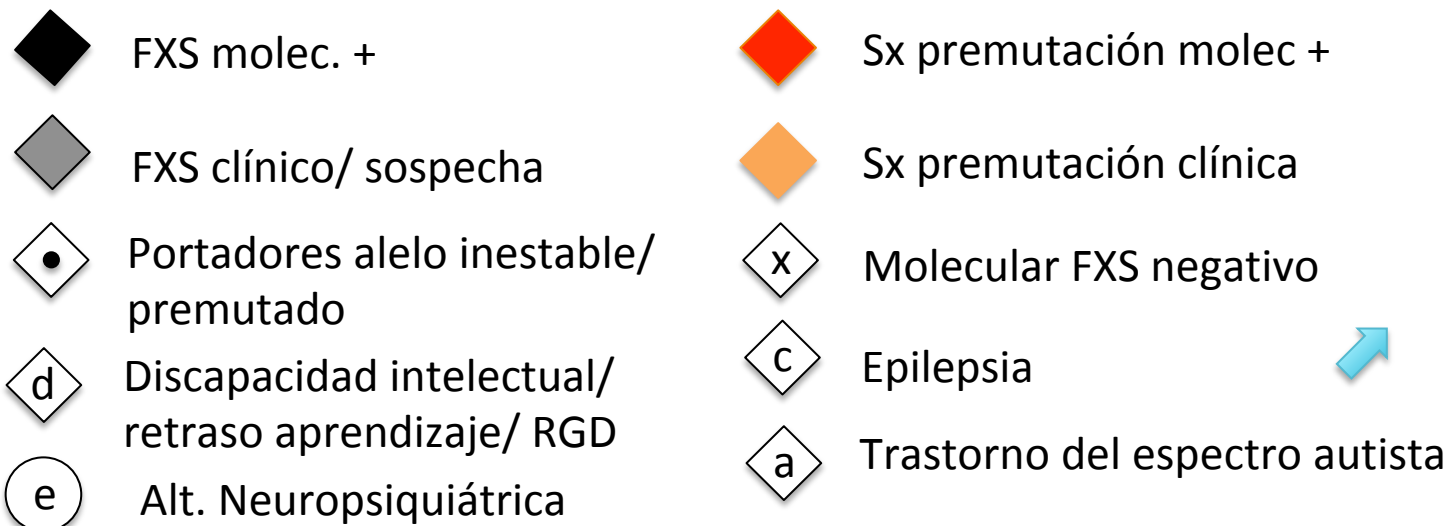 FXS molec. +
FXS clínico/ sospecha
Portadores alelo inestable/
premutado
d Discapacidad intelectual/
retraso aprendizaje/ RGD
e Alt. Neuropsiquiátrica
Sx premutación molec +
Sx premutación clínica
x Molecular FXS negativo
c Epilepsia
a Trastorno del espectro autista